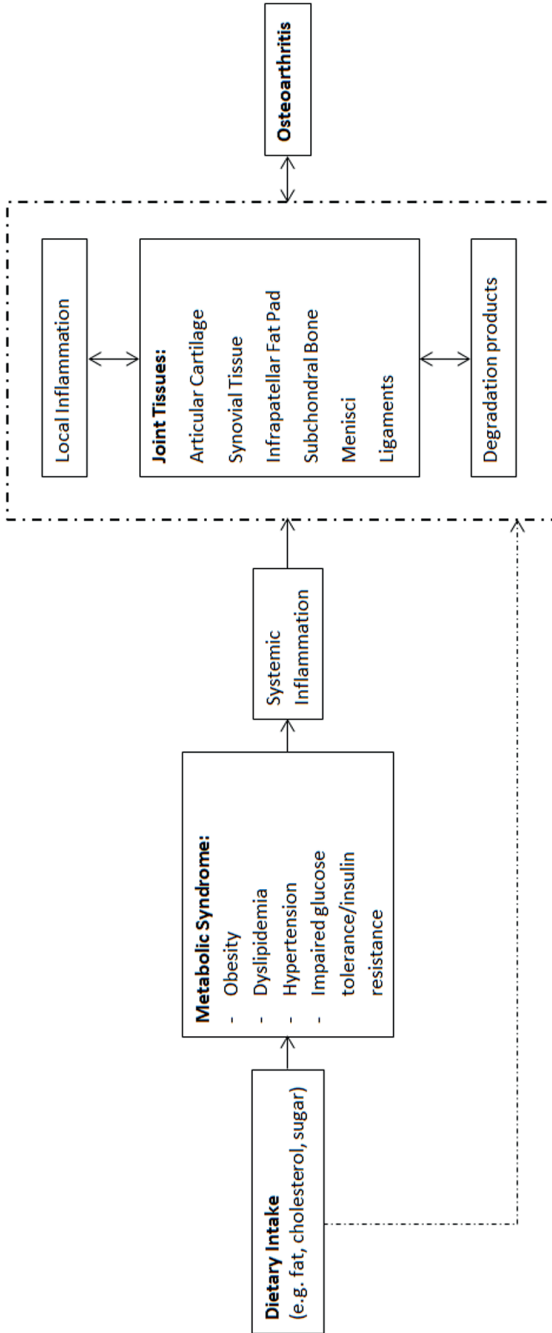 Dietary Intake
(e.g. fat, cholesterol, sugar)
Metabolic Syndrome:
- Obesity
- Dyslipidemia
- Hypertension
- Impaired glucose
tolerance/insulin
resistance
Systemic
Inflammation
Local Inflammation
Joint Tissues:
Articular Cartilage
Synovial Tissue
Infrapatellar Fat Pad
Subchondral Bone
Menisci
Ligaments
Degradation products
Osteoarthritis